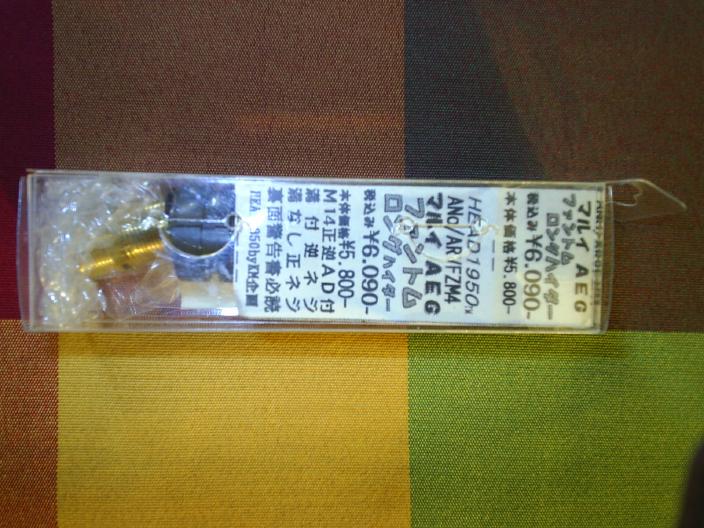 マルイ AEG
ファントム
ロングハイダー
税込み¥6,090-
本体価格¥5,800-
HEAD1950
マルイ AEG
ファントム
ロングハイダー
税込み¥6,090-
本体価格¥5,800-
M14正逆AD付
溝付逆ネジ
溝なし正ネジ
裏面警告書必読